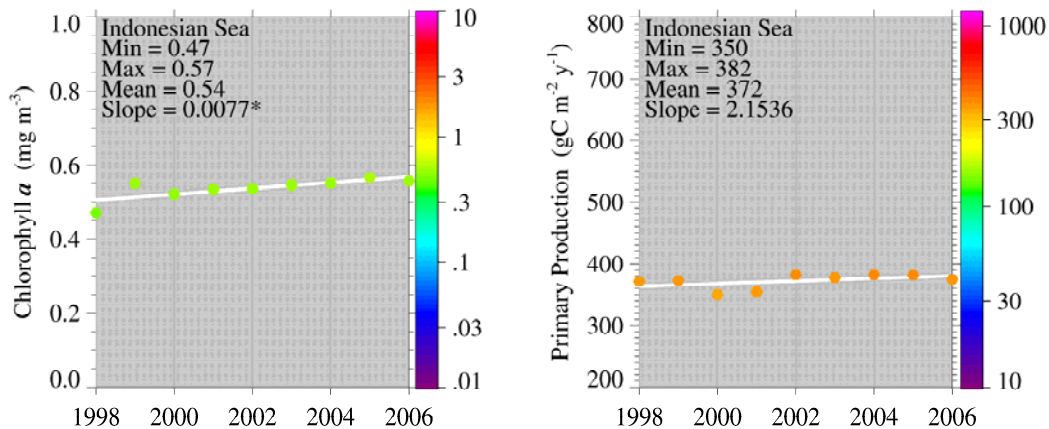 Indonesian Sea
Min = 0.47
Max = 0.57
Mean = 0.54
Slope = 0.0077*
Chlorophyll a (mg m-3)
1.0
0.8
0.6
0.4
0.2
0.0
1998 2000 2002 2004 2006
10
3
1
.3
.1
.03
.01
Indonesian Sea
Min = 350
Max = 382
Mean = 372
Slope = 2.1536
Primary Production (gC m-2 y-1)
800
700
600
500
400
300
200
1998 2000 2002 2004 2006
1000
300
100
30
10